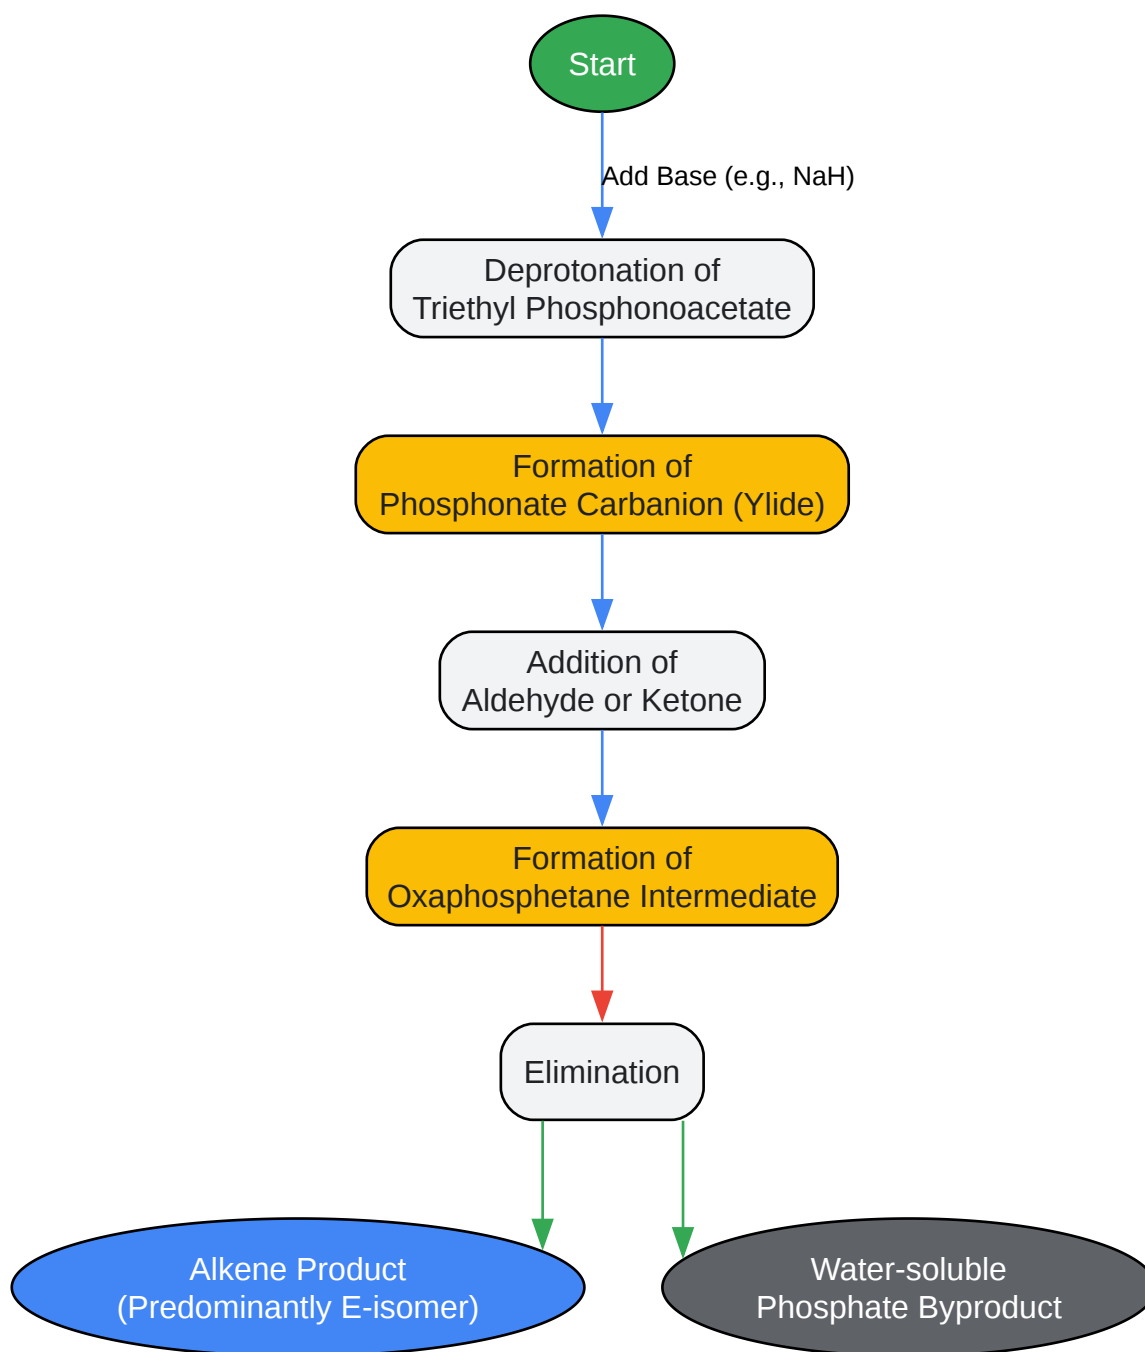 Start
Add Base (e.g., NaH)
Deprotonation of
Triethyl Phosphonoacetate
Formation of
Phosphonate Carbanion (Ylide)
Addition of
Aldehyde or Ketone
Formation of
Oxaphosphetane Intermediate
Elimination
Alkene Product
(Predominantly E-isomer)
Water-soluble
Phosphate Byproduct